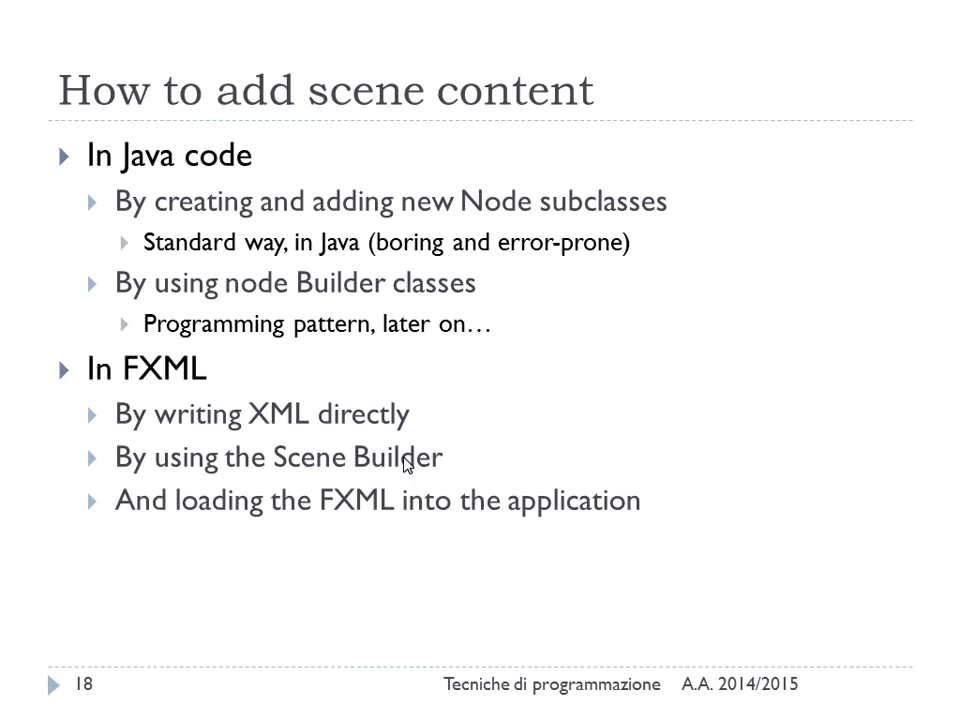 How to add scene content
In Java code
By creating and adding new Node subclasses
Standard way, in Java (boring and error-prone)
By using node Builder classes
Programming pattern, later on…
In FXML
By writing XML directly
By using the Scene Builder
And loading the FXML into the application
18 Tecniche di programmazione A.A. 2014/2015